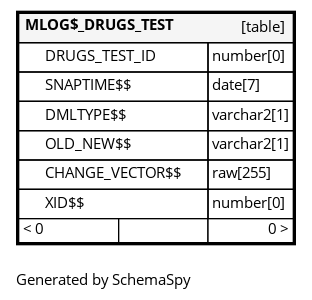 MLOG$_DRUGS_TEST [table]
DRUGS_TEST_ID number[0]
SNAPTIME$$ date[7]
DMLTYPE$$ varchar2[1]
OLD_NEW$$ varchar2[1]
CHANGE_VECTOR$$ raw[255]
XID$$ number[0]
< 0 0 >
Generated by SchemaSpy